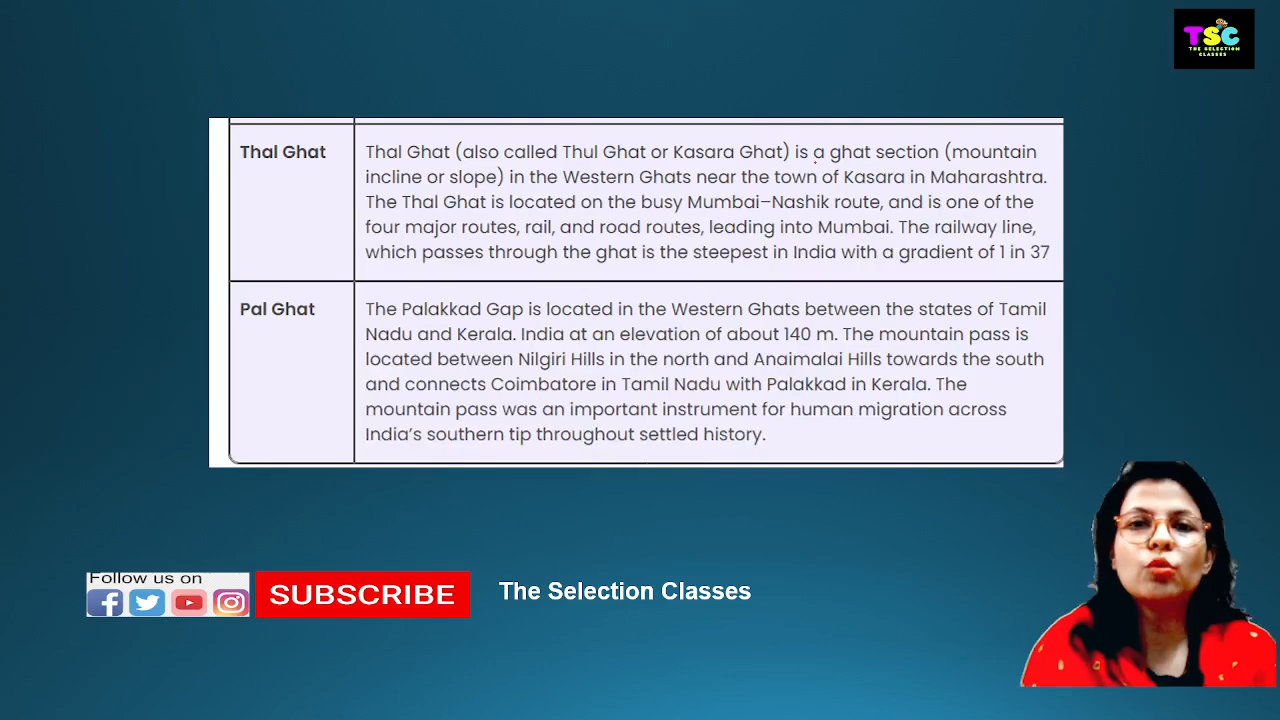 TSC
THE SELECTION
CLASSES
Thal Ghat
Thal Ghat (also called Thul Ghat or Kasara Ghat) is a ghat section (mountain
incline or slope) in the Western Ghats near the town of Kasara in Maharashtra.
The Thal Ghat is located on the busy Mumbai–Nashik route, and is one of the
four major routes, rail, and road routes, leading into Mumbai. The railway line,
which passes through the ghat is the steepest in India with a gradient of 1 in 37
Pal Ghat
The Palakkad Gap is located in the Western Ghats between the states of Tamil
Nadu and Kerala. India at an elevation of about 140 m. The mountain pass is
located between Nilgiri Hills in the north and Anaimalai Hills towards the south
and connects Coimbatore in Tamil Nadu with Palakkad in Kerala. The
mountain pass was an important instrument for human migration across
India’s southern tip throughout settled history.
Follow us on
SUBSCRIBE
The Selection Classes